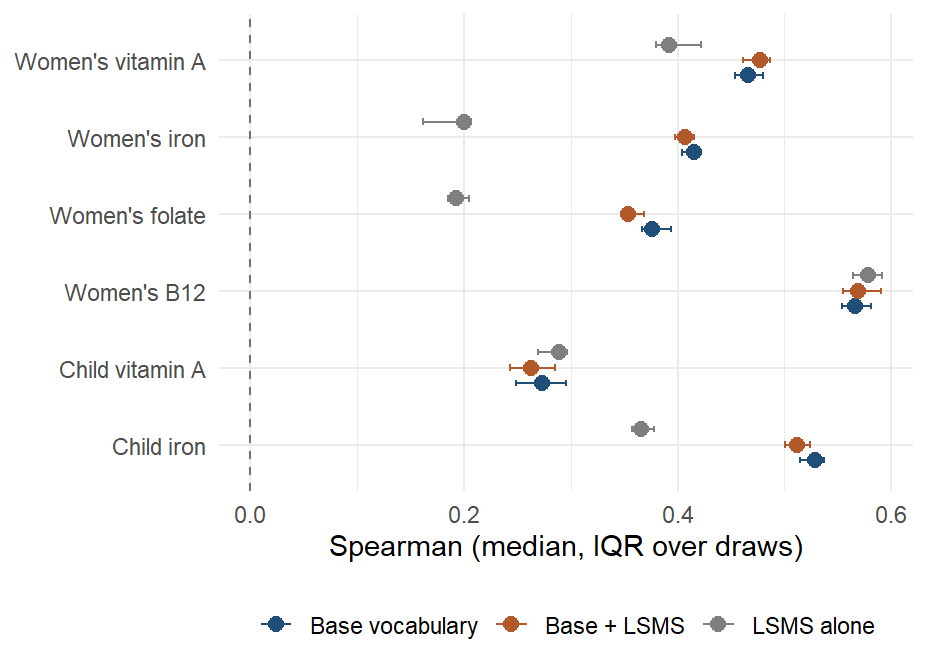 Women's vitamin A
Women's iron
Women's folate
Women's B12
Child vitamin A
Child iron
0.0 0.2 0.4 0.6
Spearman (median, IQR over draws)
Base vocabulary Base + LSMS LSMS alone